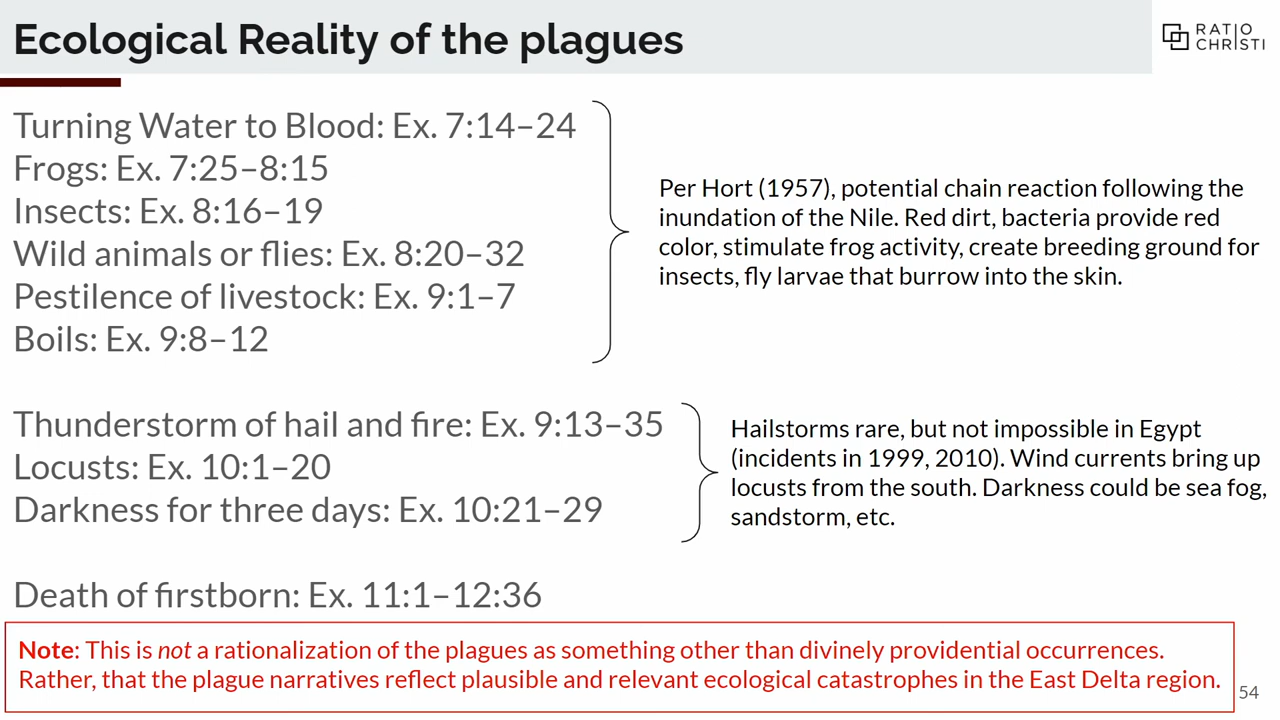 Ecological Reality of the plagues
RATIO
CHRISTI
Turning Water to Blood: Ex. 7:14–24
Frogs: Ex. 7:25–8:15
Insects: Ex. 8:16–19
Wild animals or flies: Ex. 8:20–32
Pestilence of livestock: Ex. 9:1–7
Boils: Ex. 9:8–12
Per Hort (1957), potential chain reaction following the
inundation of the Nile. Red dirt, bacteria provide red
color, stimulate frog activity, create breeding ground for
insects, fly larvae that burrow into the skin.
Thunderstorm of hail and fire: Ex. 9:13–35
Locusts: Ex. 10:1–20
Darkness for three days: Ex. 10:21–29
Hailstorms rare, but not impossible in Egypt
(incidents in 1999, 2010). Wind currents bring up
locusts from the south. Darkness could be sea fog,
sandstorm, etc.
Death of firstborn: Ex. 11:1–12:36
Note: This is not a rationalization of the plagues as something other than divinely providential occurrences.
Rather, that the plague narratives reflect plausible and relevant ecological catastrophes in the East Delta region.
54